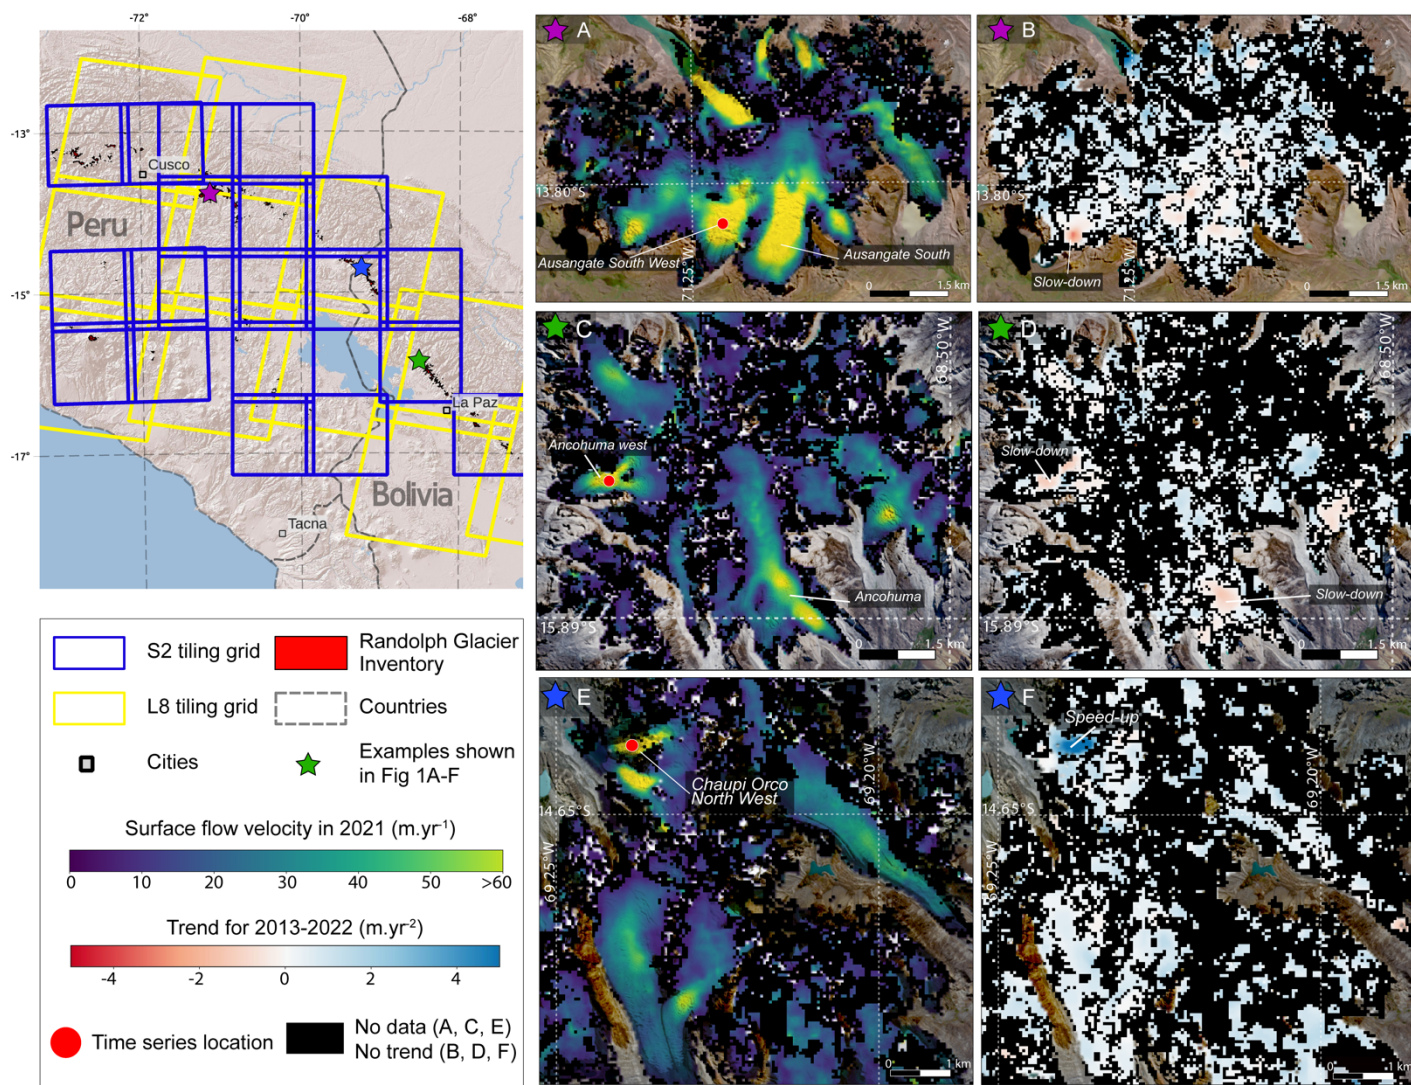 -72°
-70°
-68°
-13°
-15°
-17°
Cusco
Peru
La Paz
Bolivia
Tacna
S2 tiling grid
Randolph Glacier
Inventory
L8 tiling grid
Countries
Cities
Examples shown
in Fig 1A-F
Surface flow velocity in 2021 (m.yr-1)
0 10 20 30 40 50 >60
Trend for 2013-2022 (m.yr-2)
-4 -2 0 2 4
Time series location
No data (A, C, E)
No trend (B, D, F)
A
13.80°S
71.25°W
Ausangate South West
Ausangate South
0 1.5 km
B
13.80°S
71.25°W
Slow-down
0 1.5 km
C
68.50°W
Ancohuma west
Ancohuma
15.89°S
0 1.5 km
D
68.50°W
Slow-down
Slow-down
15.89°S
0 1.5 km
E
Chaupi Orco
North West
14.65°S
69.20°W
69.25°W
0 1 km
F
Speed-up
14.65°S
69.20°W
69.25°W
0 1 km